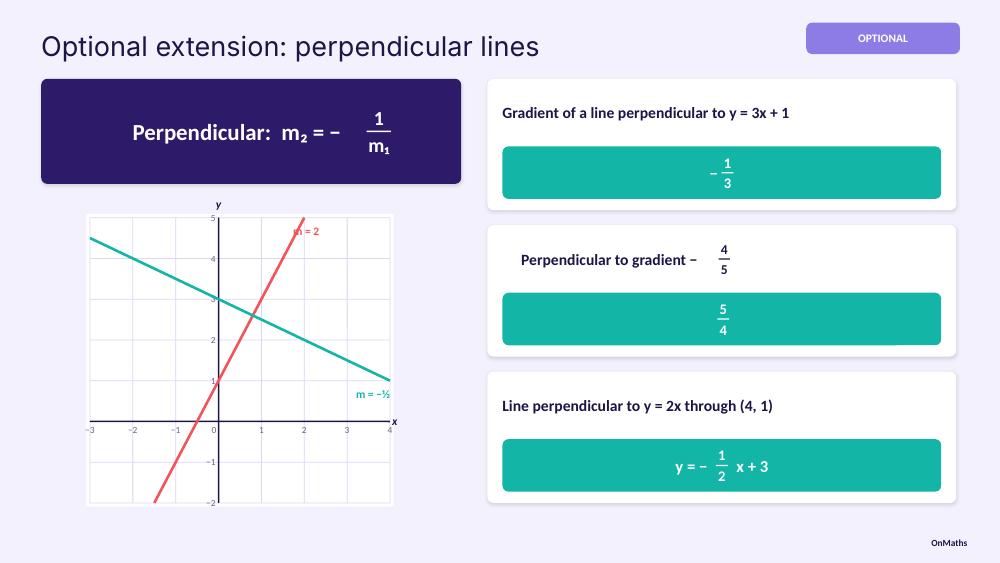 Optional extension: perpendicular lines
OPTIONAL
Perpendicular: m₂ = − 1/m₁
y
5
m = 2
4
3
2
1
m = −½
x
−3 −2 −1 0 1 2 3 4
−1
−2
Gradient of a line perpendicular to y = 3x + 1
− 1/3
Perpendicular to gradient − 4/5
5/4
Line perpendicular to y = 2x through (4, 1)
y = − 1/2 x + 3
OnMaths